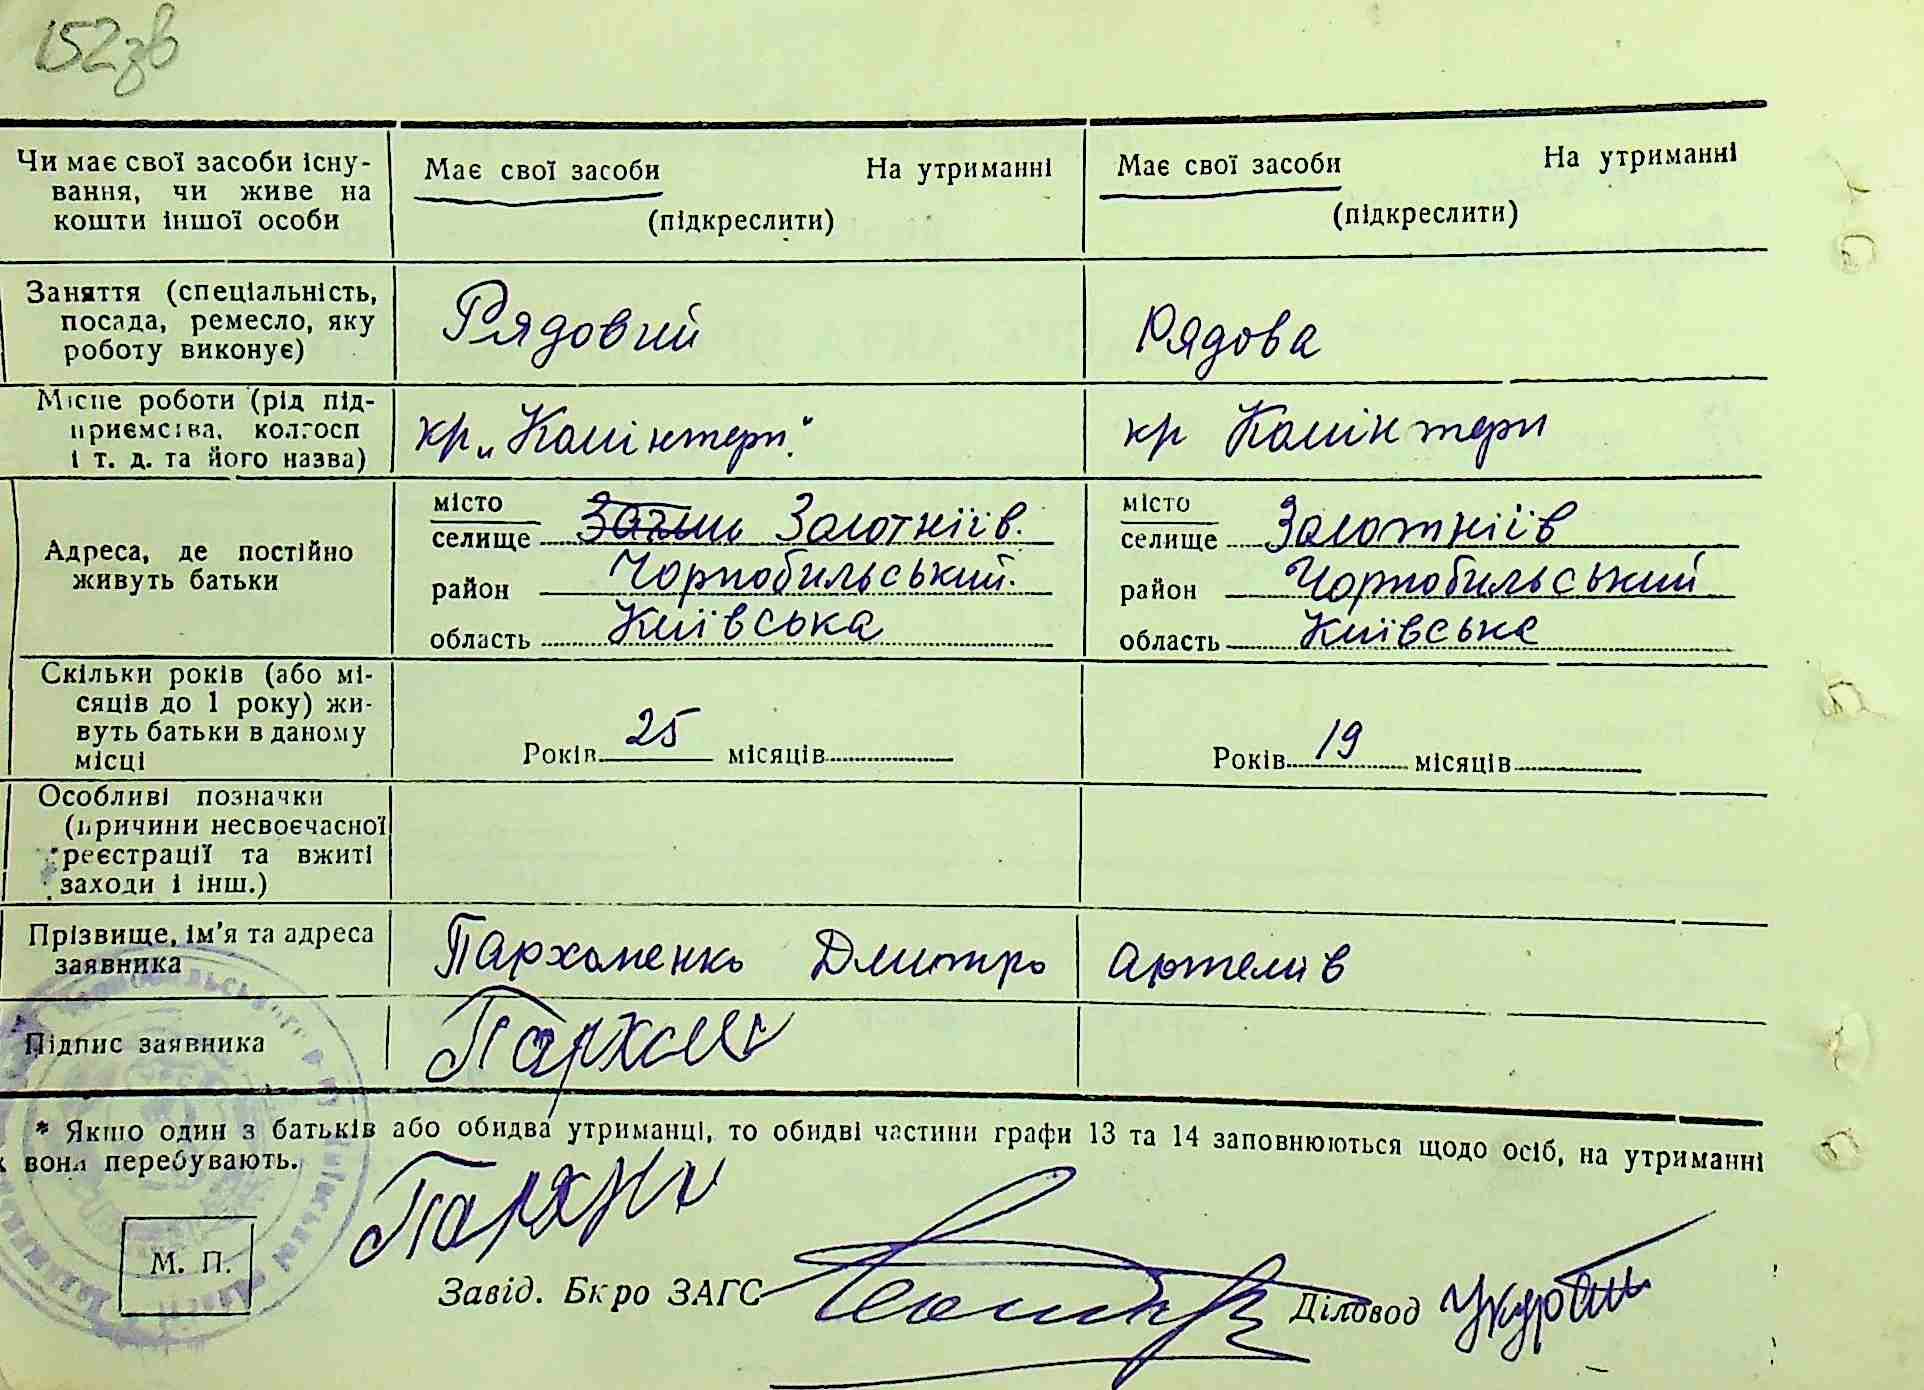 152зв
Чи має свої засоби існу-
вання, чи живе на
кошти іншої особи
Має свої засоби На утриманні
(підкреслити)
Має свої засоби На утриманні
(підкреслити)
Заняття (спеціальність,
посада, ремесло, яку
роботу виконує)
Рядовий
Рядова
Місце роботи (рід під-
приємства, колгосп
і т. д. та його назва)
кр „Комінтерн"
кр Комінтерн
Адреса, де постійно
живуть батьки
місто
селище Золотніїв.
район Чорнобильський.
область Київська
місто
селище Золотніїв
район Чорнобильський
область Київська
Скільки років (або мі-
сяців до 1 року) жи-
вуть батьки в даному
місці
Років 25 місяців
Років 19 місяців
Особливі позначки
(причини несвоєчасної
реєстрації та вжиті
заходи і інш.)
Прізвище, ім'я та адреса
заявника
Пархоменко Дмитро Артемів
Підпис заявника
* Якшо один з батьків або обидва утриманці, то обидві частини графи 13 та 14 заповнюються щодо осіб, на утриманні
х вони перебувають.
М. П.
Завід. Бюро ЗАГС
Діловод